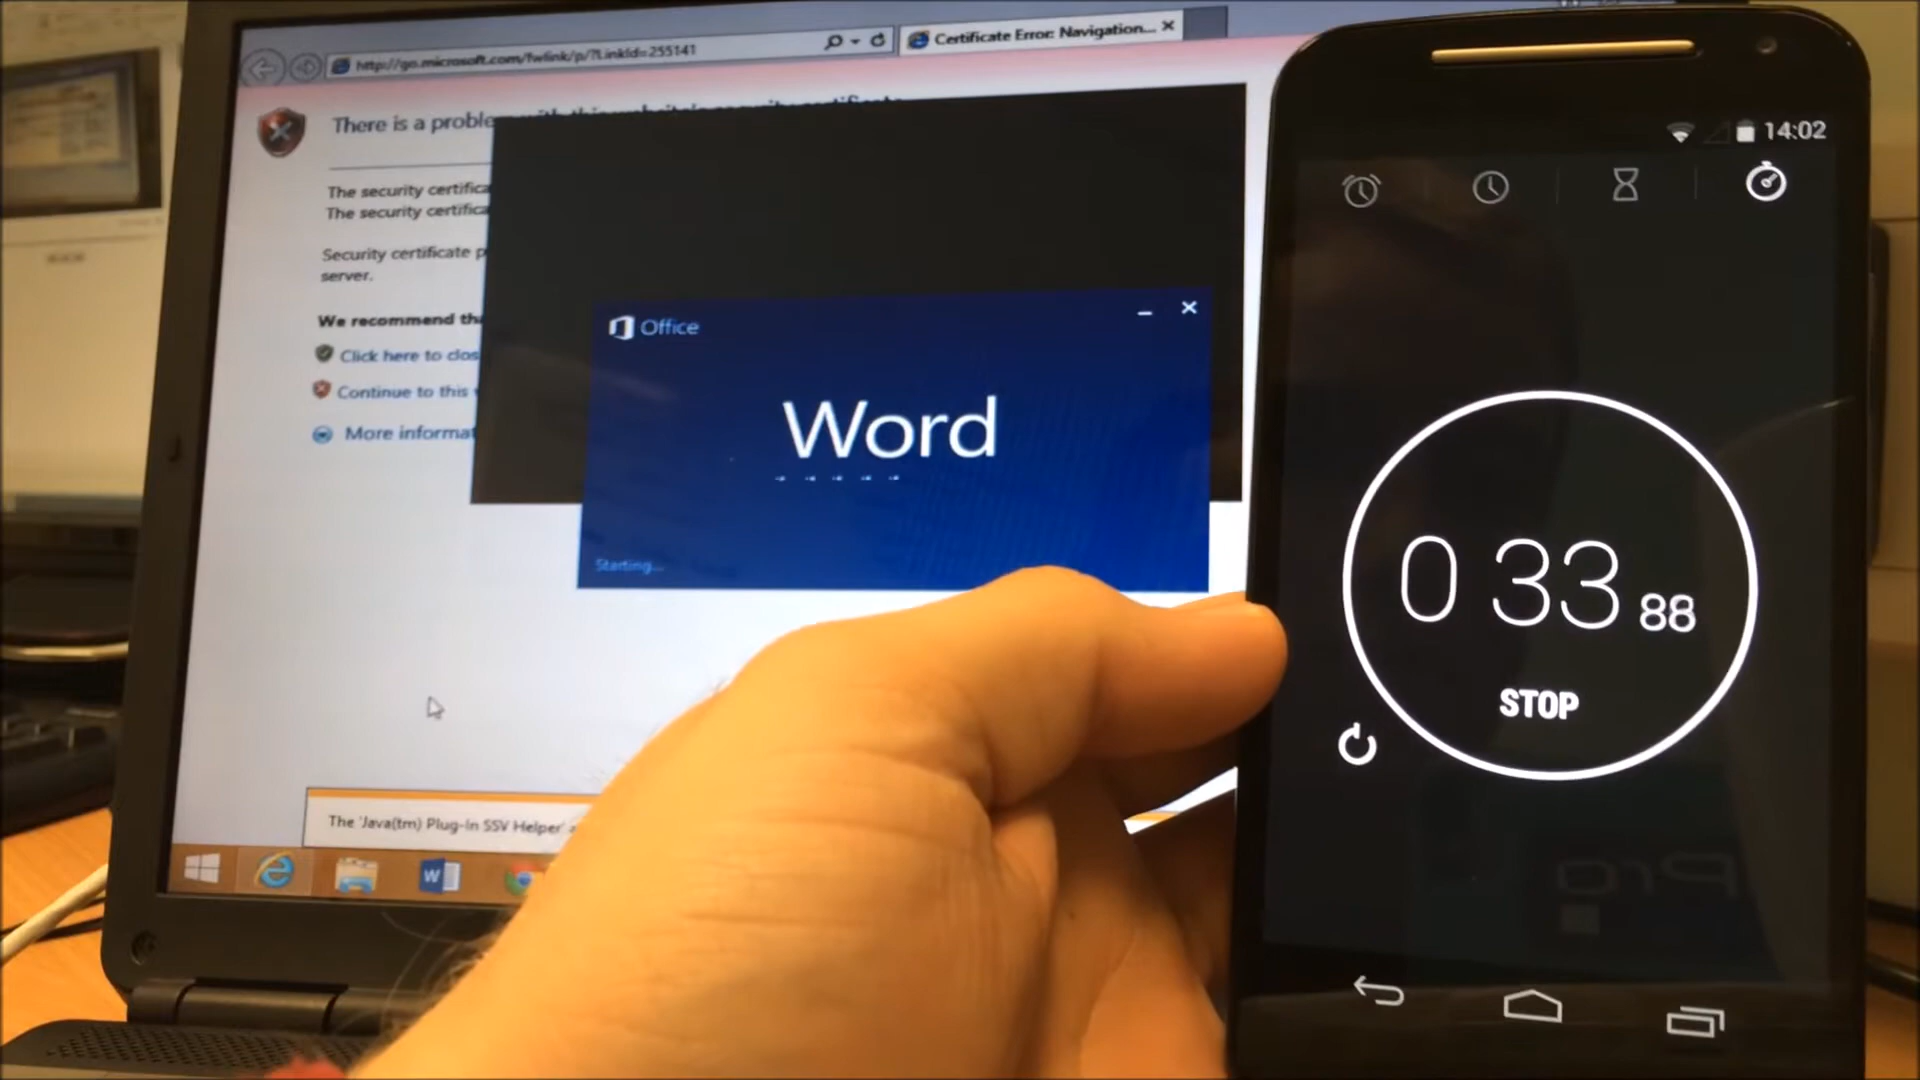 http://go.microsoft.com/fwlink/p/?LinkId=255141
Certificate Error: Navigation...
There is a proble
The security certifica
The security certifica
Security certificate p
server.
We recommend tha
Click here to clos
Continue to this
More informat
Office
Word
Starting...
The 'Java(tm) Plug-In SSV Helper'
14:02
0 33 88
STOP